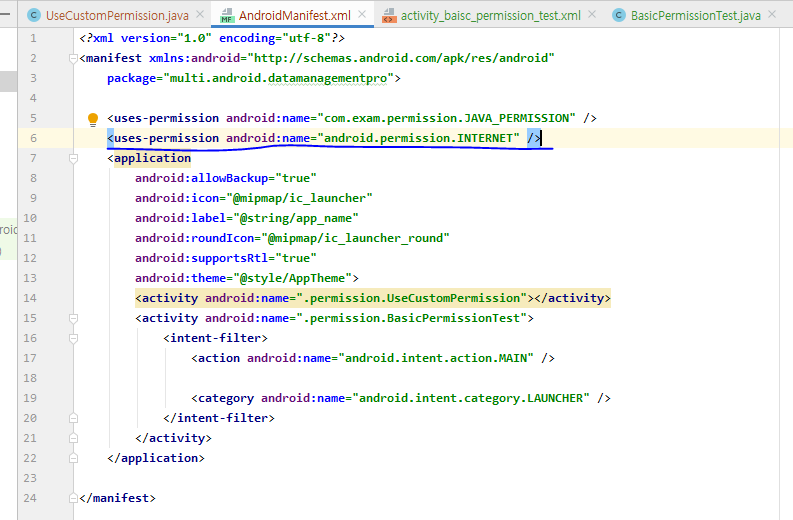 UseCustomPermission.java AndroidManifest.xml activity_baisc_permission_test.xml BasicPermissionTest.java
1 <?xml version="1.0" encoding="utf-8"?>
2 <manifest xmlns:android="http://schemas.android.com/apk/res/android"
3 package="multi.android.datamanagementpro">
4
5 <uses-permission android:name="com.exam.permission.JAVA_PERMISSION" />
6 <uses-permission android:name="android.permission.INTERNET" />
7 <application
8 android:allowBackup="true"
9 android:icon="@mipmap/ic_launcher"
10 android:label="@string/app_name"
11 android:roundIcon="@mipmap/ic_launcher_round"
12 android:supportsRtl="true"
13 android:theme="@style/AppTheme">
14 <activity android:name=".permission.UseCustomPermission"></activity>
15 <activity android:name=".permission.BasicPermissionTest">
16 <intent-filter>
17 <action android:name="android.intent.action.MAIN" />
18
19 <category android:name="android.intent.category.LAUNCHER" />
20 </intent-filter>
21 </activity>
22 </application>
23
24 </manifest>